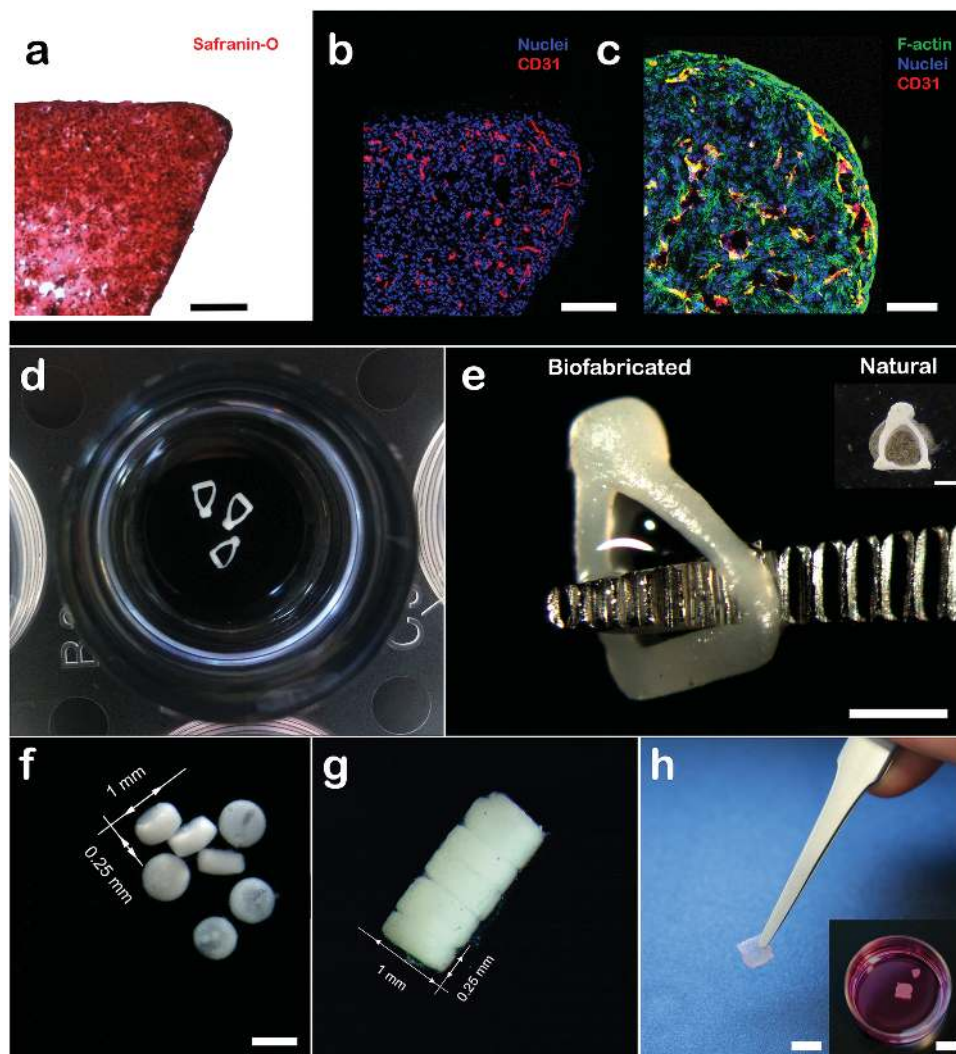 a
Safranin-O
b
Nuclei
CD31
c
F-actin
Nuclei
CD31
d
e
Biofabricated
Natural
f
1 mm
0.25 mm
g
1 mm
0.25 mm
h